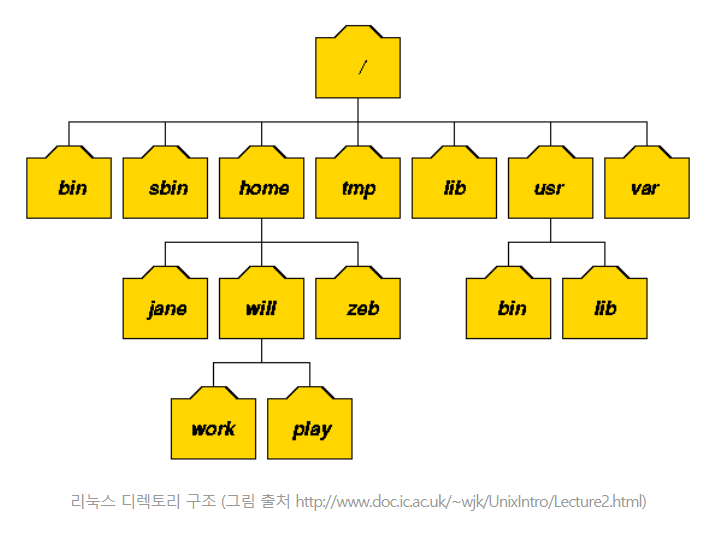 /
bin sbin home tmp lib usr var
jane will zeb bin lib
work play
리눅스 디렉토리 구조 (그림 출처 http://www.doc.ic.ac.uk/~wjk/UnixIntro/Lecture2.html)